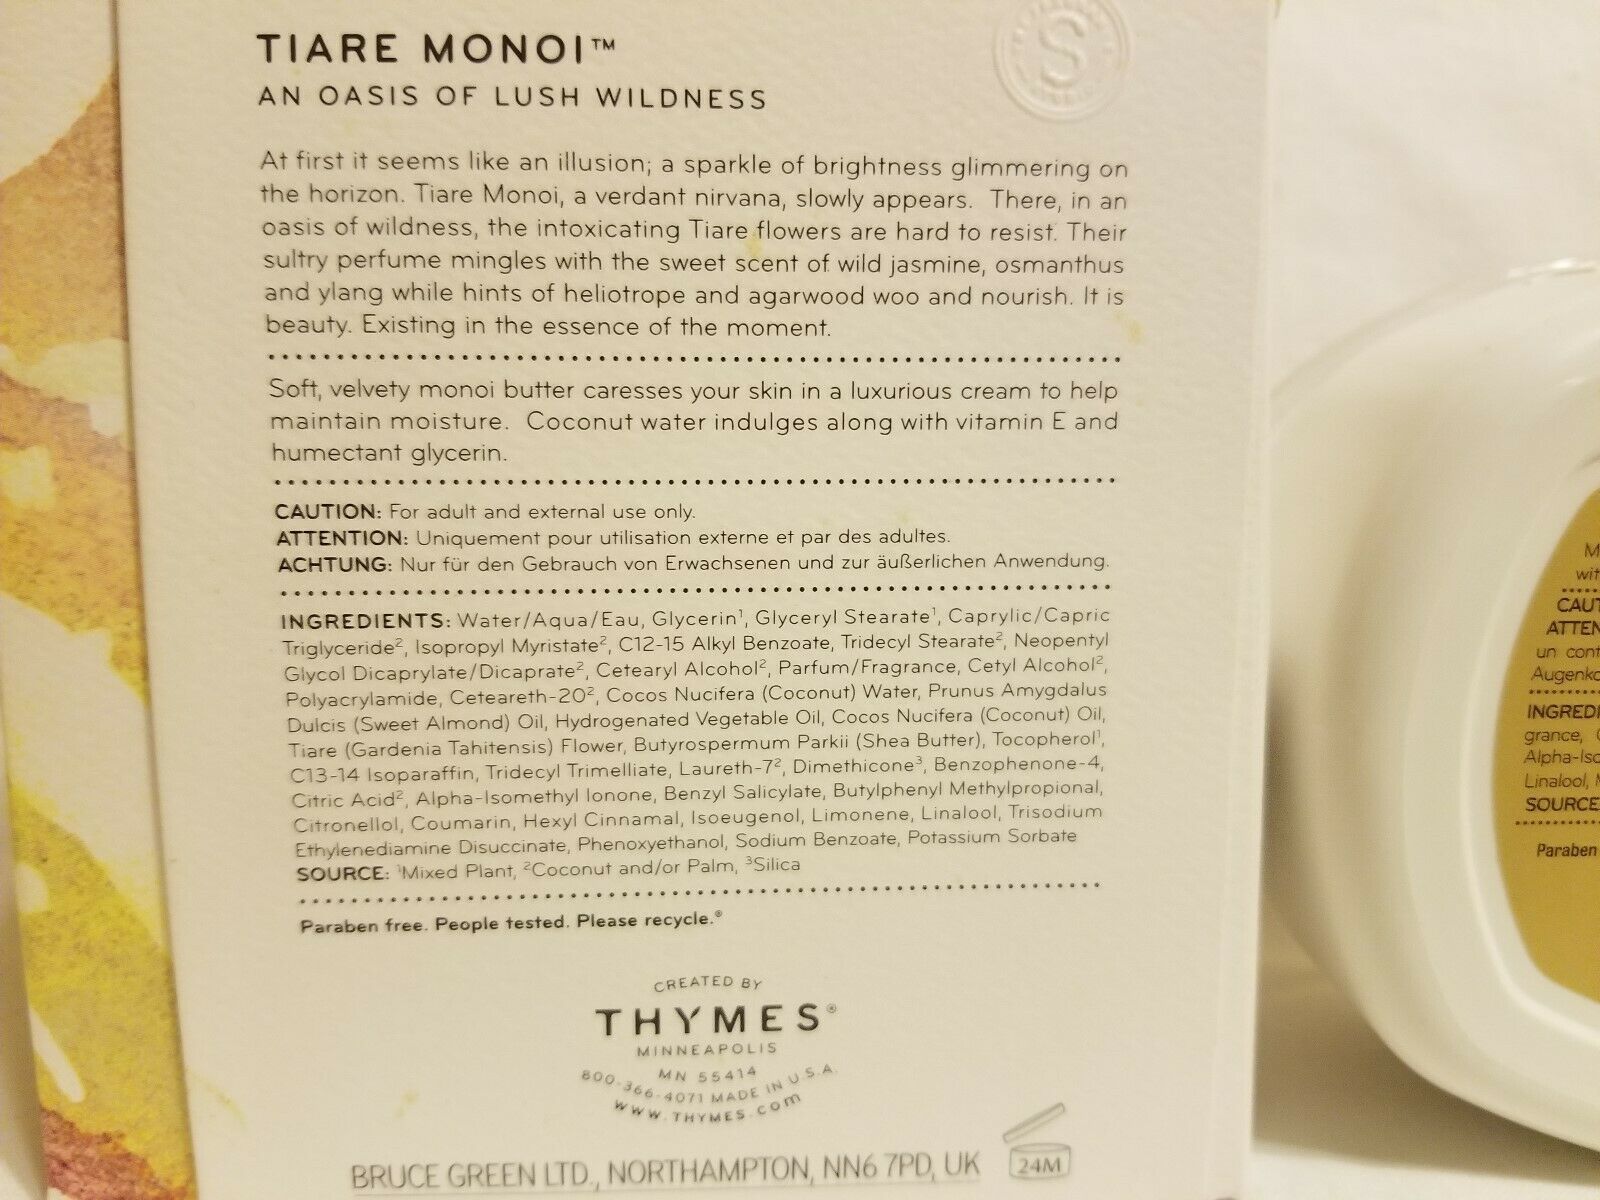 TIARE MONOI™
AN OASIS OF LUSH WILDNESS
At first it seems like an illusion; a sparkle of brightness glimmering on
the horizon. Tiare Monoi, a verdant nirvana, slowly appears. There, in an
oasis of wildness, the intoxicating Tiare flowers are hard to resist. Their
sultry perfume mingles with the sweet scent of wild jasmine, osmanthus
and ylang while hints of heliotrope and agarwood woo and nourish. It is
beauty. Existing in the essence of the moment.
Soft, velvety monoi butter caresses your skin in a luxurious cream to help
maintain moisture. Coconut water indulges along with vitamin E and
humectant glycerin.
CAUTION: For adult and external use only.
ATTENTION: Uniquement pour utilisation externe et par des adultes.
ACHTUNG: Nur für den Gebrauch von Erwachsenen und zur äußerlichen Anwendung.
INGREDIENTS: Water/Aqua/Eau, Glycerin¹, Glyceryl Stearate¹, Caprylic/Capric
Triglyceride², Isopropyl Myristate², C12-15 Alkyl Benzoate, Tridecyl Stearate², Neopentyl
Glycol Dicaprylate/Dicaprate², Cetearyl Alcohol², Parfum/Fragrance, Cetyl Alcohol²,
Polyacrylamide, Ceteareth-20², Cocos Nucifera (Coconut) Water, Prunus Amygdalus
Dulcis (Sweet Almond) Oil, Hydrogenated Vegetable Oil, Cocos Nucifera (Coconut) Oil,
Tiare (Gardenia Tahitensis) Flower, Butyrospermum Parkii (Shea Butter), Tocopherol¹,
C13-14 Isoparaffin, Tridecyl Trimelliate, Laureth-7², Dimethicone³, Benzophenone-4,
Citric Acid², Alpha-Isomethyl Ionone, Benzyl Salicylate, Butylphenyl Methylpropional,
Citronellol, Coumarin, Hexyl Cinnamal, Isoeugenol, Limonene, Linalool, Trisodium
Ethylenediamine Disuccinate, Phenoxyethanol, Sodium Benzoate, Potassium Sorbate
SOURCE: ¹Mixed Plant, ²Coconut and/or Palm, ³Silica
Paraben free. People tested. Please recycle.®
CREATED BY
THYMES®
MINNEAPOLIS
MN 55414
800-366-4071 MADE IN U.S.A.
www.THYMES.com
BRUCE GREEN LTD., NORTHAMPTON, NN6 7PD, UK
24M
S
M
wit
CAUT
ATTEN
un cont
Augenko
INGREDI
grance,
Alpha-Iso
Linalool,
SOURCE
Paraben